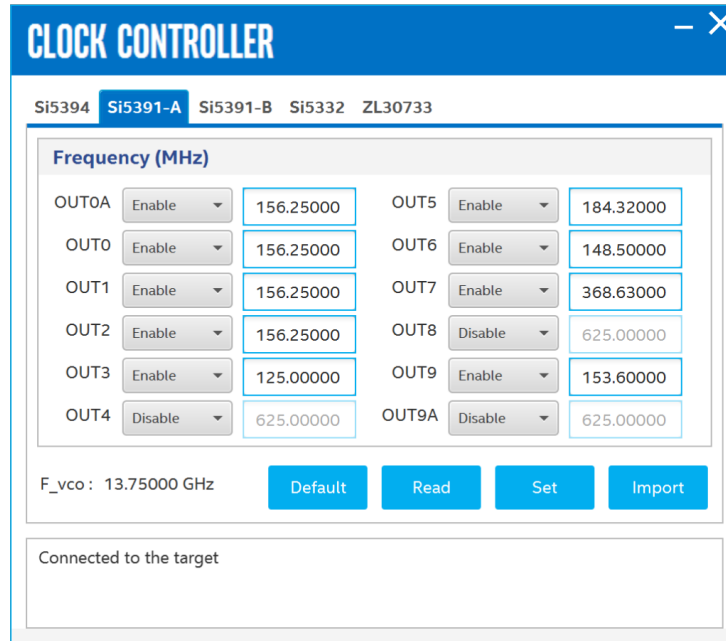 CLOCK CONTROLLER
Si5394 Si5391-A Si5391-B Si5332 ZL30733
Frequency (MHz)
OUT0A Enable 156.25000 OUT5 Enable 184.32000
OUT0 Enable 156.25000 OUT6 Enable 148.50000
OUT1 Enable 156.25000 OUT7 Enable 368.63000
OUT2 Enable 156.25000 OUT8 Disable 625.00000
OUT3 Enable 125.00000 OUT9 Enable 153.60000
OUT4 Disable 625.00000 OUT9A Disable 625.00000
F_vco : 13.75000 GHz Default Read Set Import
Connected to the target